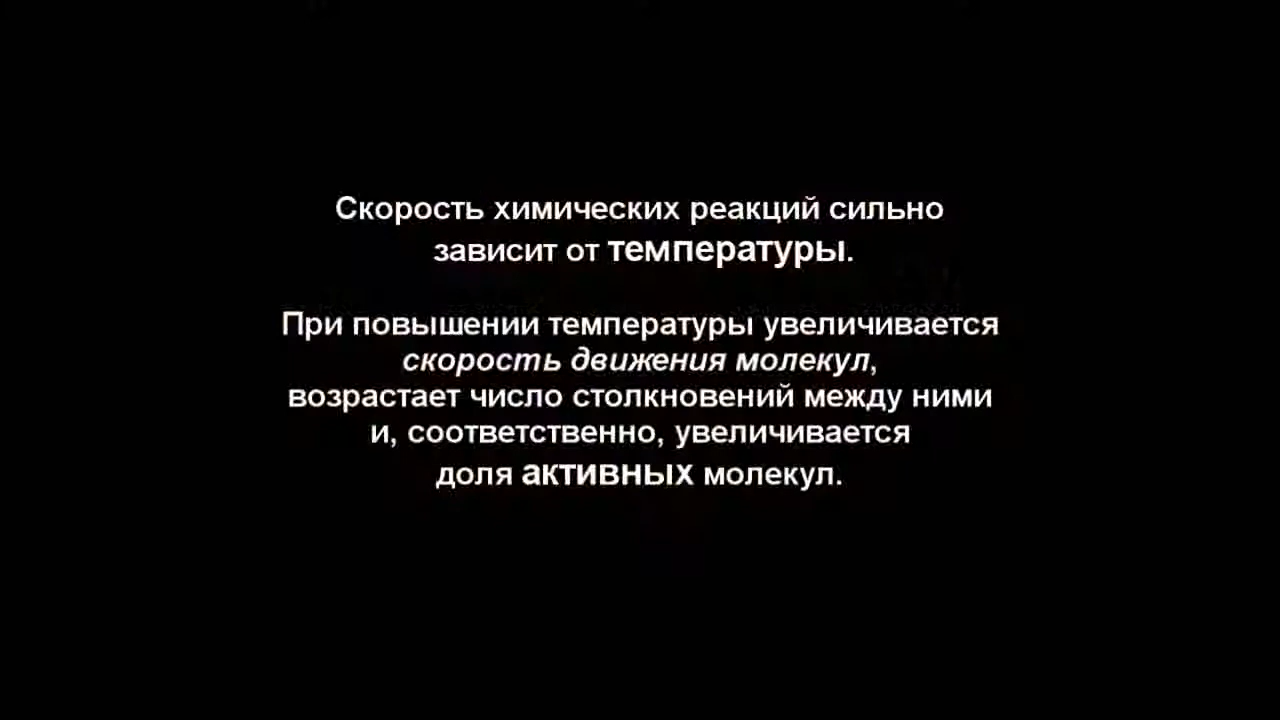 Скорость химических реакций сильно
зависит от температуры.
При повышении температуры увеличивается
скорость движения молекул,
возрастает число столкновений между ними
и, соответственно, увеличивается
доля активных молекул.